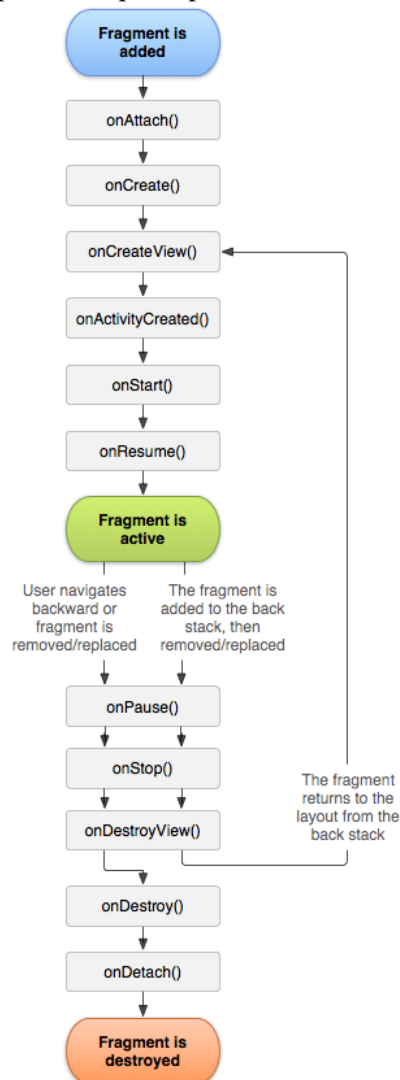 Fragment is
added
onAttach()
onCreate()
onCreateView()
onActivityCreated()
onStart()
onResume()
Fragment is
active
User navigates
backward or
fragment is
removed/replaced
The fragment is
added to the back
stack, then
removed/replaced
onPause()
onStop()
onDestroyView()
The fragment
returns to the
layout from the
back stack
onDestroy()
onDetach()
Fragment is
destroyed